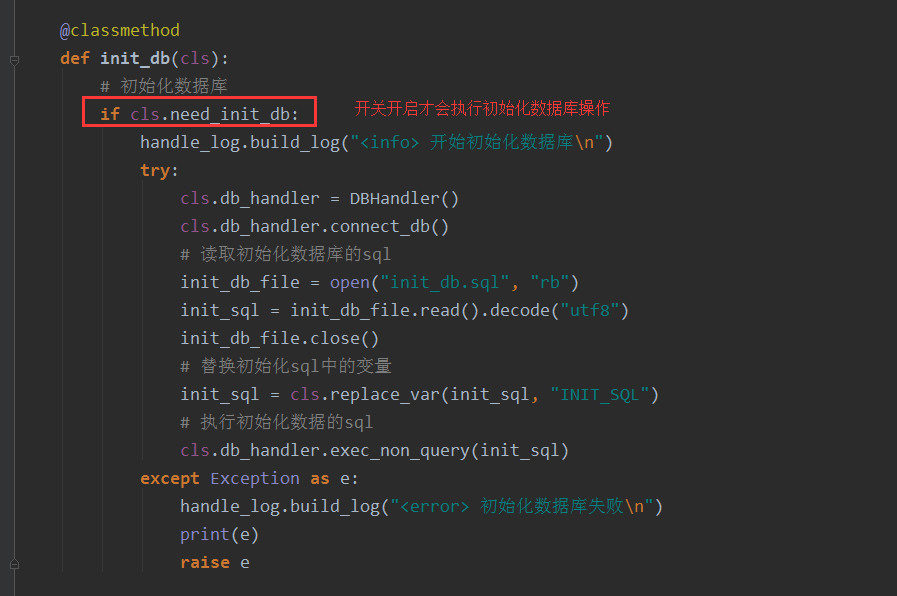 @classmethod
def init_db(cls):
# 初始化数据库
if cls.need_init_db: 开关开启才会执行初始化数据库操作
handle_log.build_log("<info> 开始初始化数据库\n")
try:
cls.db_handler = DBHandler()
cls.db_handler.connect_db()
# 读取初始化数据库的sql
init_db_file = open("init_db.sql", "rb")
init_sql = init_db_file.read().decode("utf8")
init_db_file.close()
# 替换初始化sql中的变量
init_sql = cls.replace_var(init_sql, "INIT_SQL")
# 执行初始化数据的sql
cls.db_handler.exec_non_query(init_sql)
except Exception as e:
handle_log.build_log("<error> 初始化数据库失败\n")
print(e)
raise e